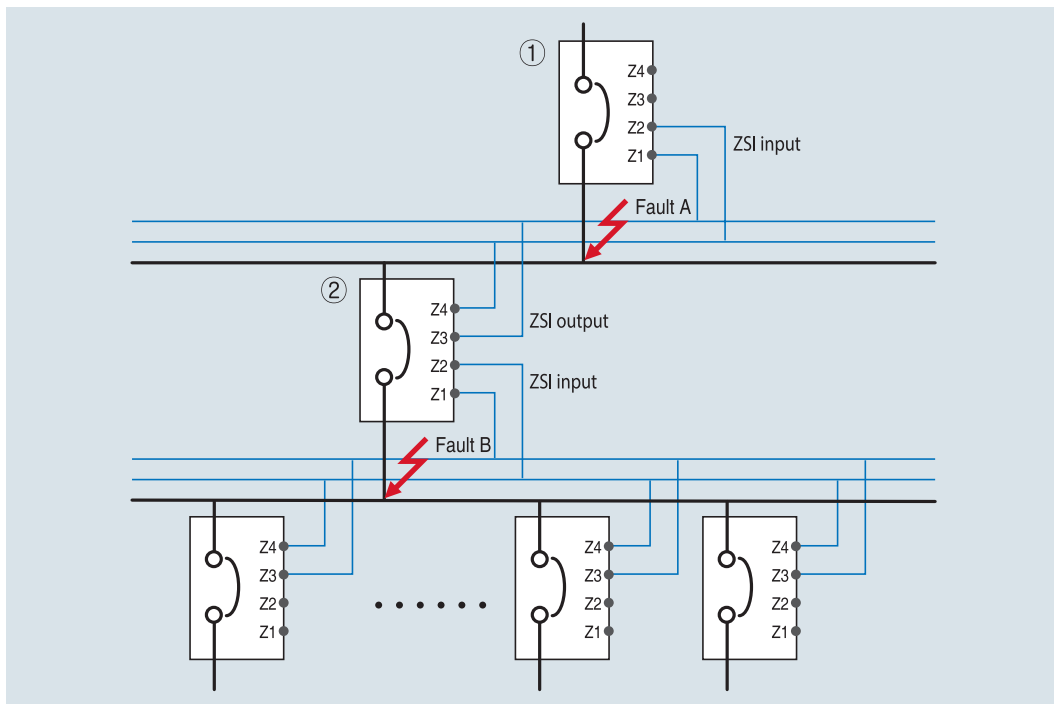 ①
Z4
Z3
Z2
Z1
ZSI input
Fault A
②
Z4
Z3
Z2
Z1
ZSI output
ZSI input
Fault B
Z4
Z3
Z2
Z1
Z4
Z3
Z2
Z1
Z4
Z3
Z2
Z1